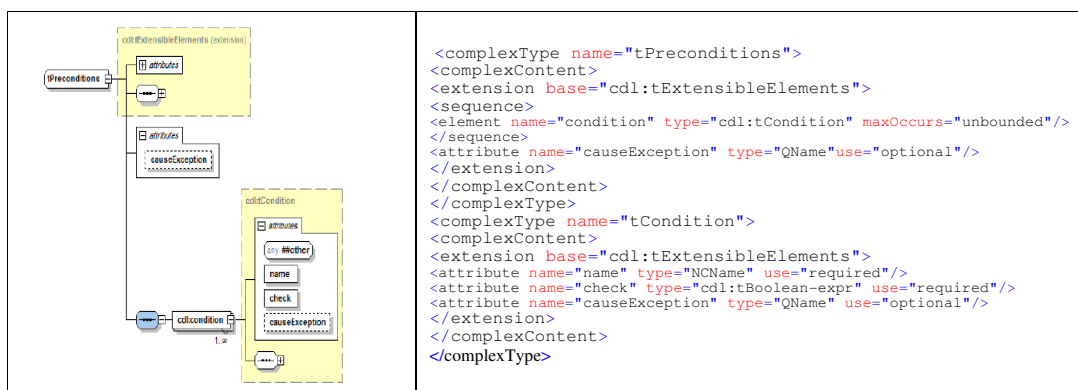 cdl:tExtensibleElements (extension)
attributes
tPreconditions
attributes
causeException
cdl:tCondition
attributes
any ##other
name
check
causeException
cdl:condition
1..∞
<complexType name="tPreconditions">
<complexContent>
<extension base="cdl:tExtensibleElements">
<sequence>
<element name="condition" type="cdl:tCondition" maxOccurs="unbounded"/>
</sequence>
<attribute name="causeException" type="QName"use="optional"/>
</extension>
</complexContent>
</complexType>
<complexType name="tCondition">
<complexContent>
<extension base="cdl:tExtensibleElements">
<attribute name="name" type="NCName" use="required"/>
<attribute name="check" type="cdl:tBoolean-expr" use="required"/>
<attribute name="causeException" type="QName" use="optional"/>
</extension>
</complexContent>
</complexType>